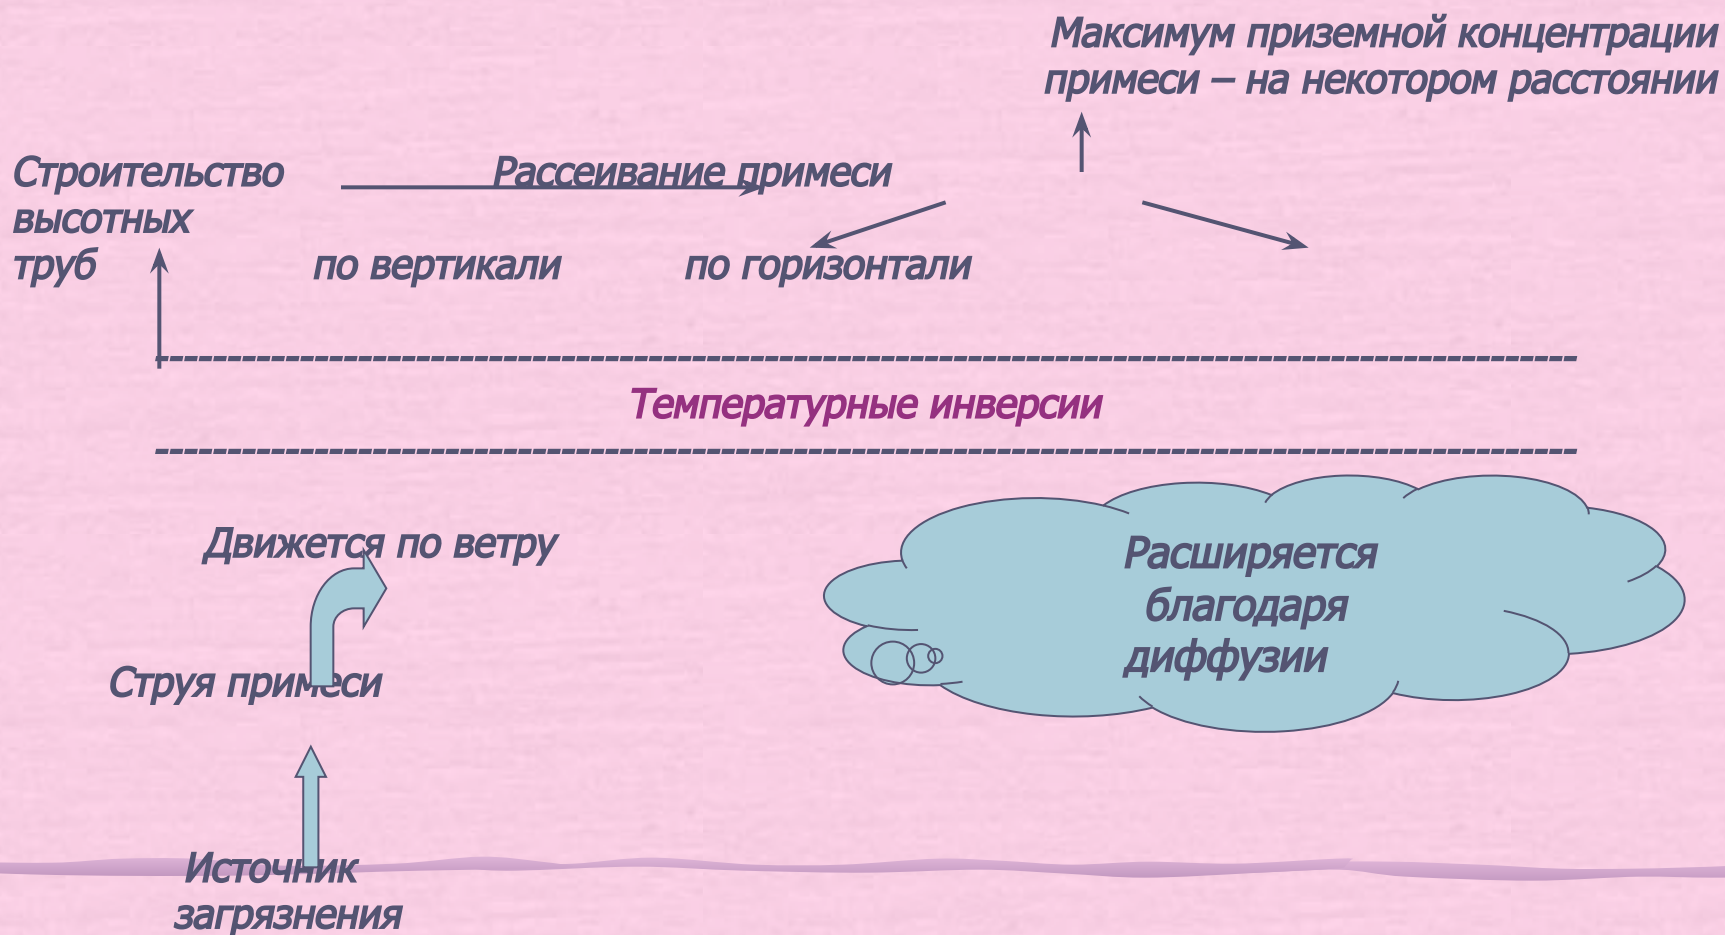 Максимум приземной концентрации
примеси – на некотором расстоянии
Строительство Рассеивание примеси
высотных
труб по вертикали по горизонтали
--------------------------------------------------------------------------------------------------
Температурные инверсии
--------------------------------------------------------------------------------------------------
Движется по ветру
Расширяется
благодаря
диффузии
Струя примеси
Источник
загрязнения